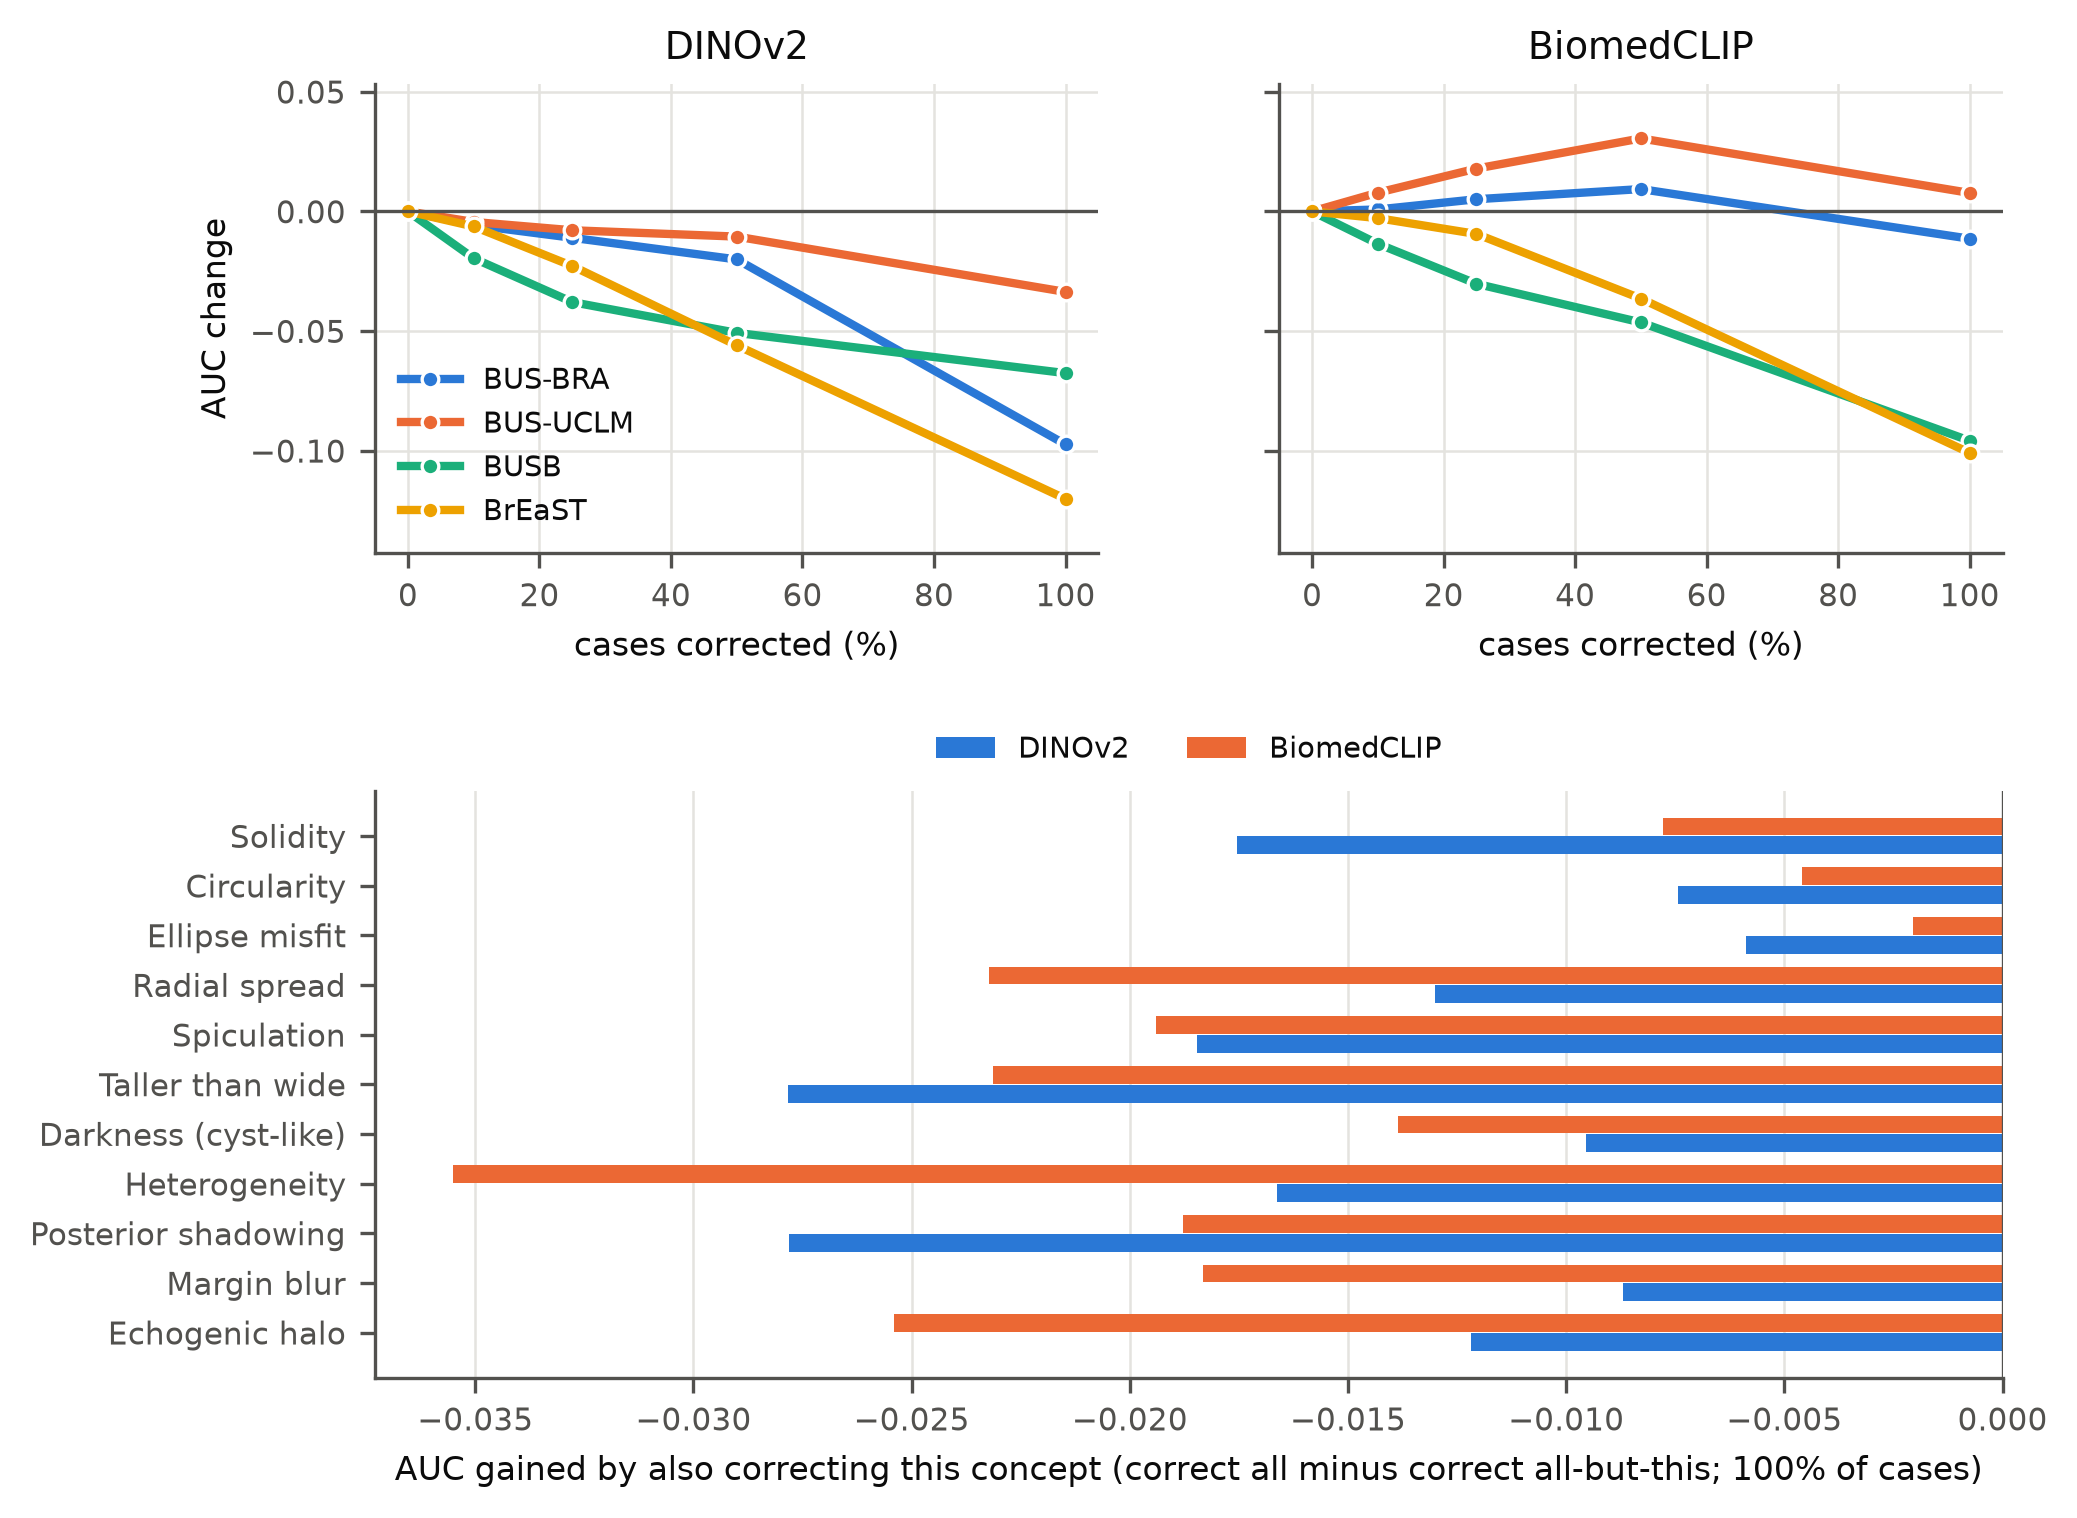 DINOv2
BiomedCLIP
0.05
0.00
−0.05
−0.10
AUC change
BUS-BRA
BUS-UCLM
BUSB
BrEaST
0 20 40 60 80 100
0 20 40 60 80 100
cases corrected (%)
cases corrected (%)
DINOv2
BiomedCLIP
Solidity
Circularity
Ellipse misfit
Radial spread
Spiculation
Taller than wide
Darkness (cyst-like)
Heterogeneity
Posterior shadowing
Margin blur
Echogenic halo
−0.035 −0.030 −0.025 −0.020 −0.015 −0.010 −0.005 0.000
AUC gained by also correcting this concept (correct all minus correct all-but-this; 100% of cases)